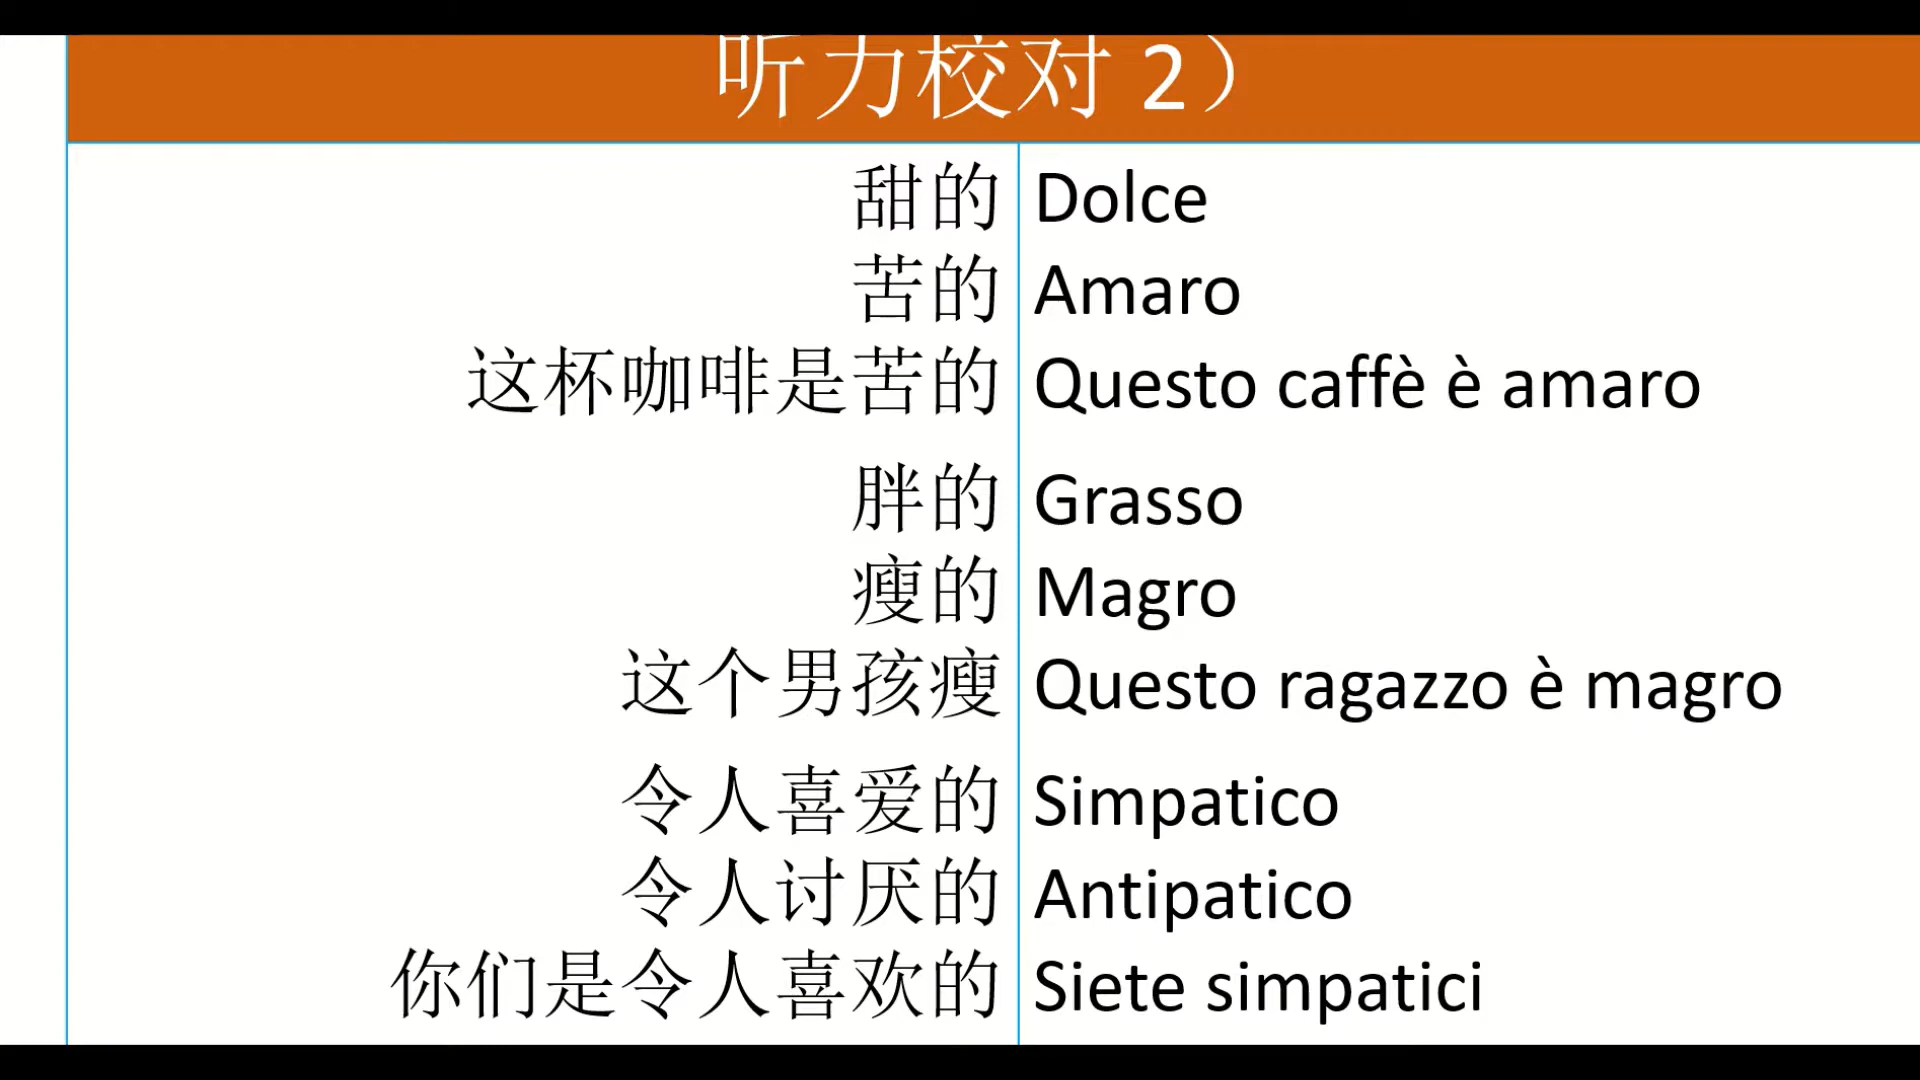 听力校对 2）
甜的 Dolce
苦的 Amaro
这杯咖啡是苦的 Questo caffè è amaro
胖的 Grasso
瘦的 Magro
这个男孩瘦 Questo ragazzo è magro
令人喜爱的 Simpatico
令人讨厌的 Antipatico
你们是令人喜欢的 Siete simpatici